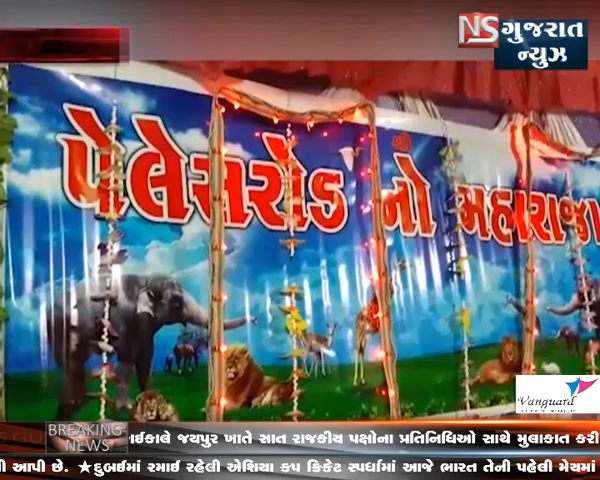 NS ગુજરાત
ન્યુઝ
શ્રી
પેલેસરોડ નો મહારાજા
Vanguard
BREAKING
NEWS
ઈકાલે જયપુર ખાતે સાત રાજકીય પક્ષોના પ્રતિનિધિઓ સાથે મુલાકાત કરી
ી આપી છે. ★દુબઈમાં રમાઈ રહેલી એશિયા કપ ક્રિકેટ સ્પર્ધામાં આજે ભારત તેની પહેલી મેચમાં